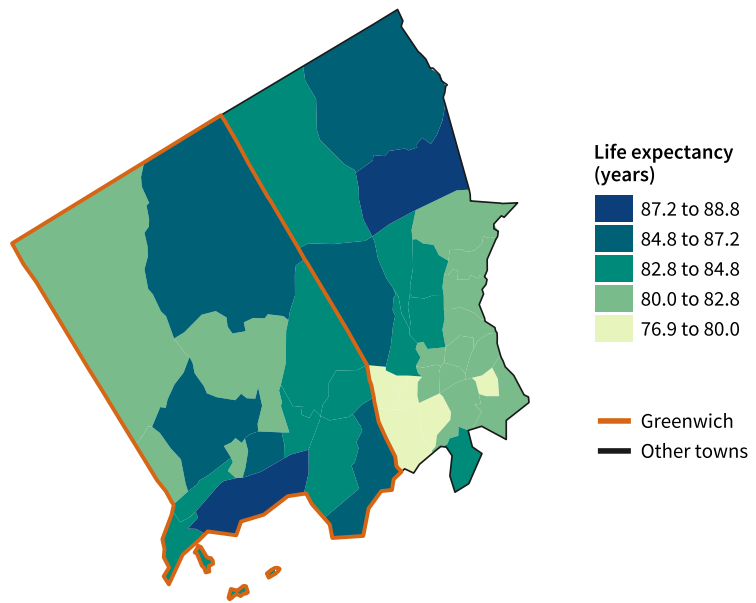 Life expectancy
(years)
87.2 to 88.8
84.8 to 87.2
82.8 to 84.8
80.0 to 82.8
76.9 to 80.0
Greenwich
Other towns